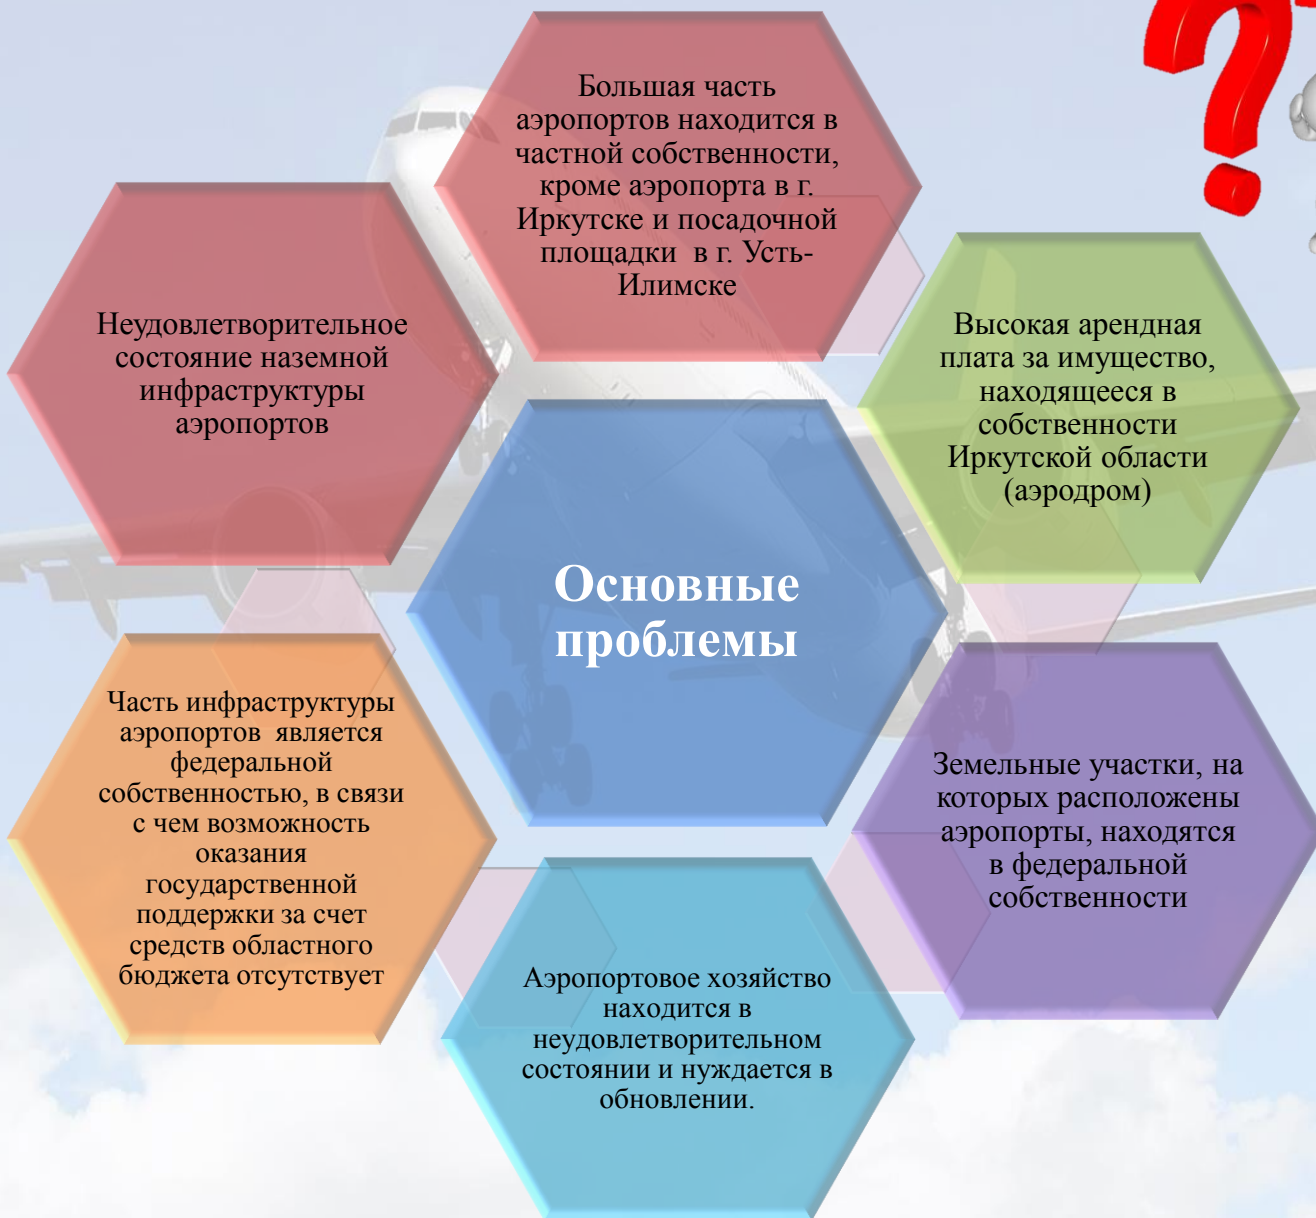 Большая часть
аэропортов находится в
частной собственности,
кроме аэропорта в г.
Иркутске и посадочной
площадки в г. Усть-
Илимске
Неудовлетворительное
состояние наземной
инфраструктуры
аэропортов
Высокая арендная
плата за имущество,
находящееся в
собственности
Иркутской области
(аэродром)
Основные
проблемы
Часть инфраструктуры
аэропортов является
федеральной
собственностью, в связи
с чем возможность
оказания
государственной
поддержки за счет
средств областного
бюджета отсутствует
Земельные участки, на
которых расположены
аэропорты, находятся
в федеральной
собственности
Аэропортовое хозяйство
находится в
неудовлетворительном
состоянии и нуждается в
обновлении.